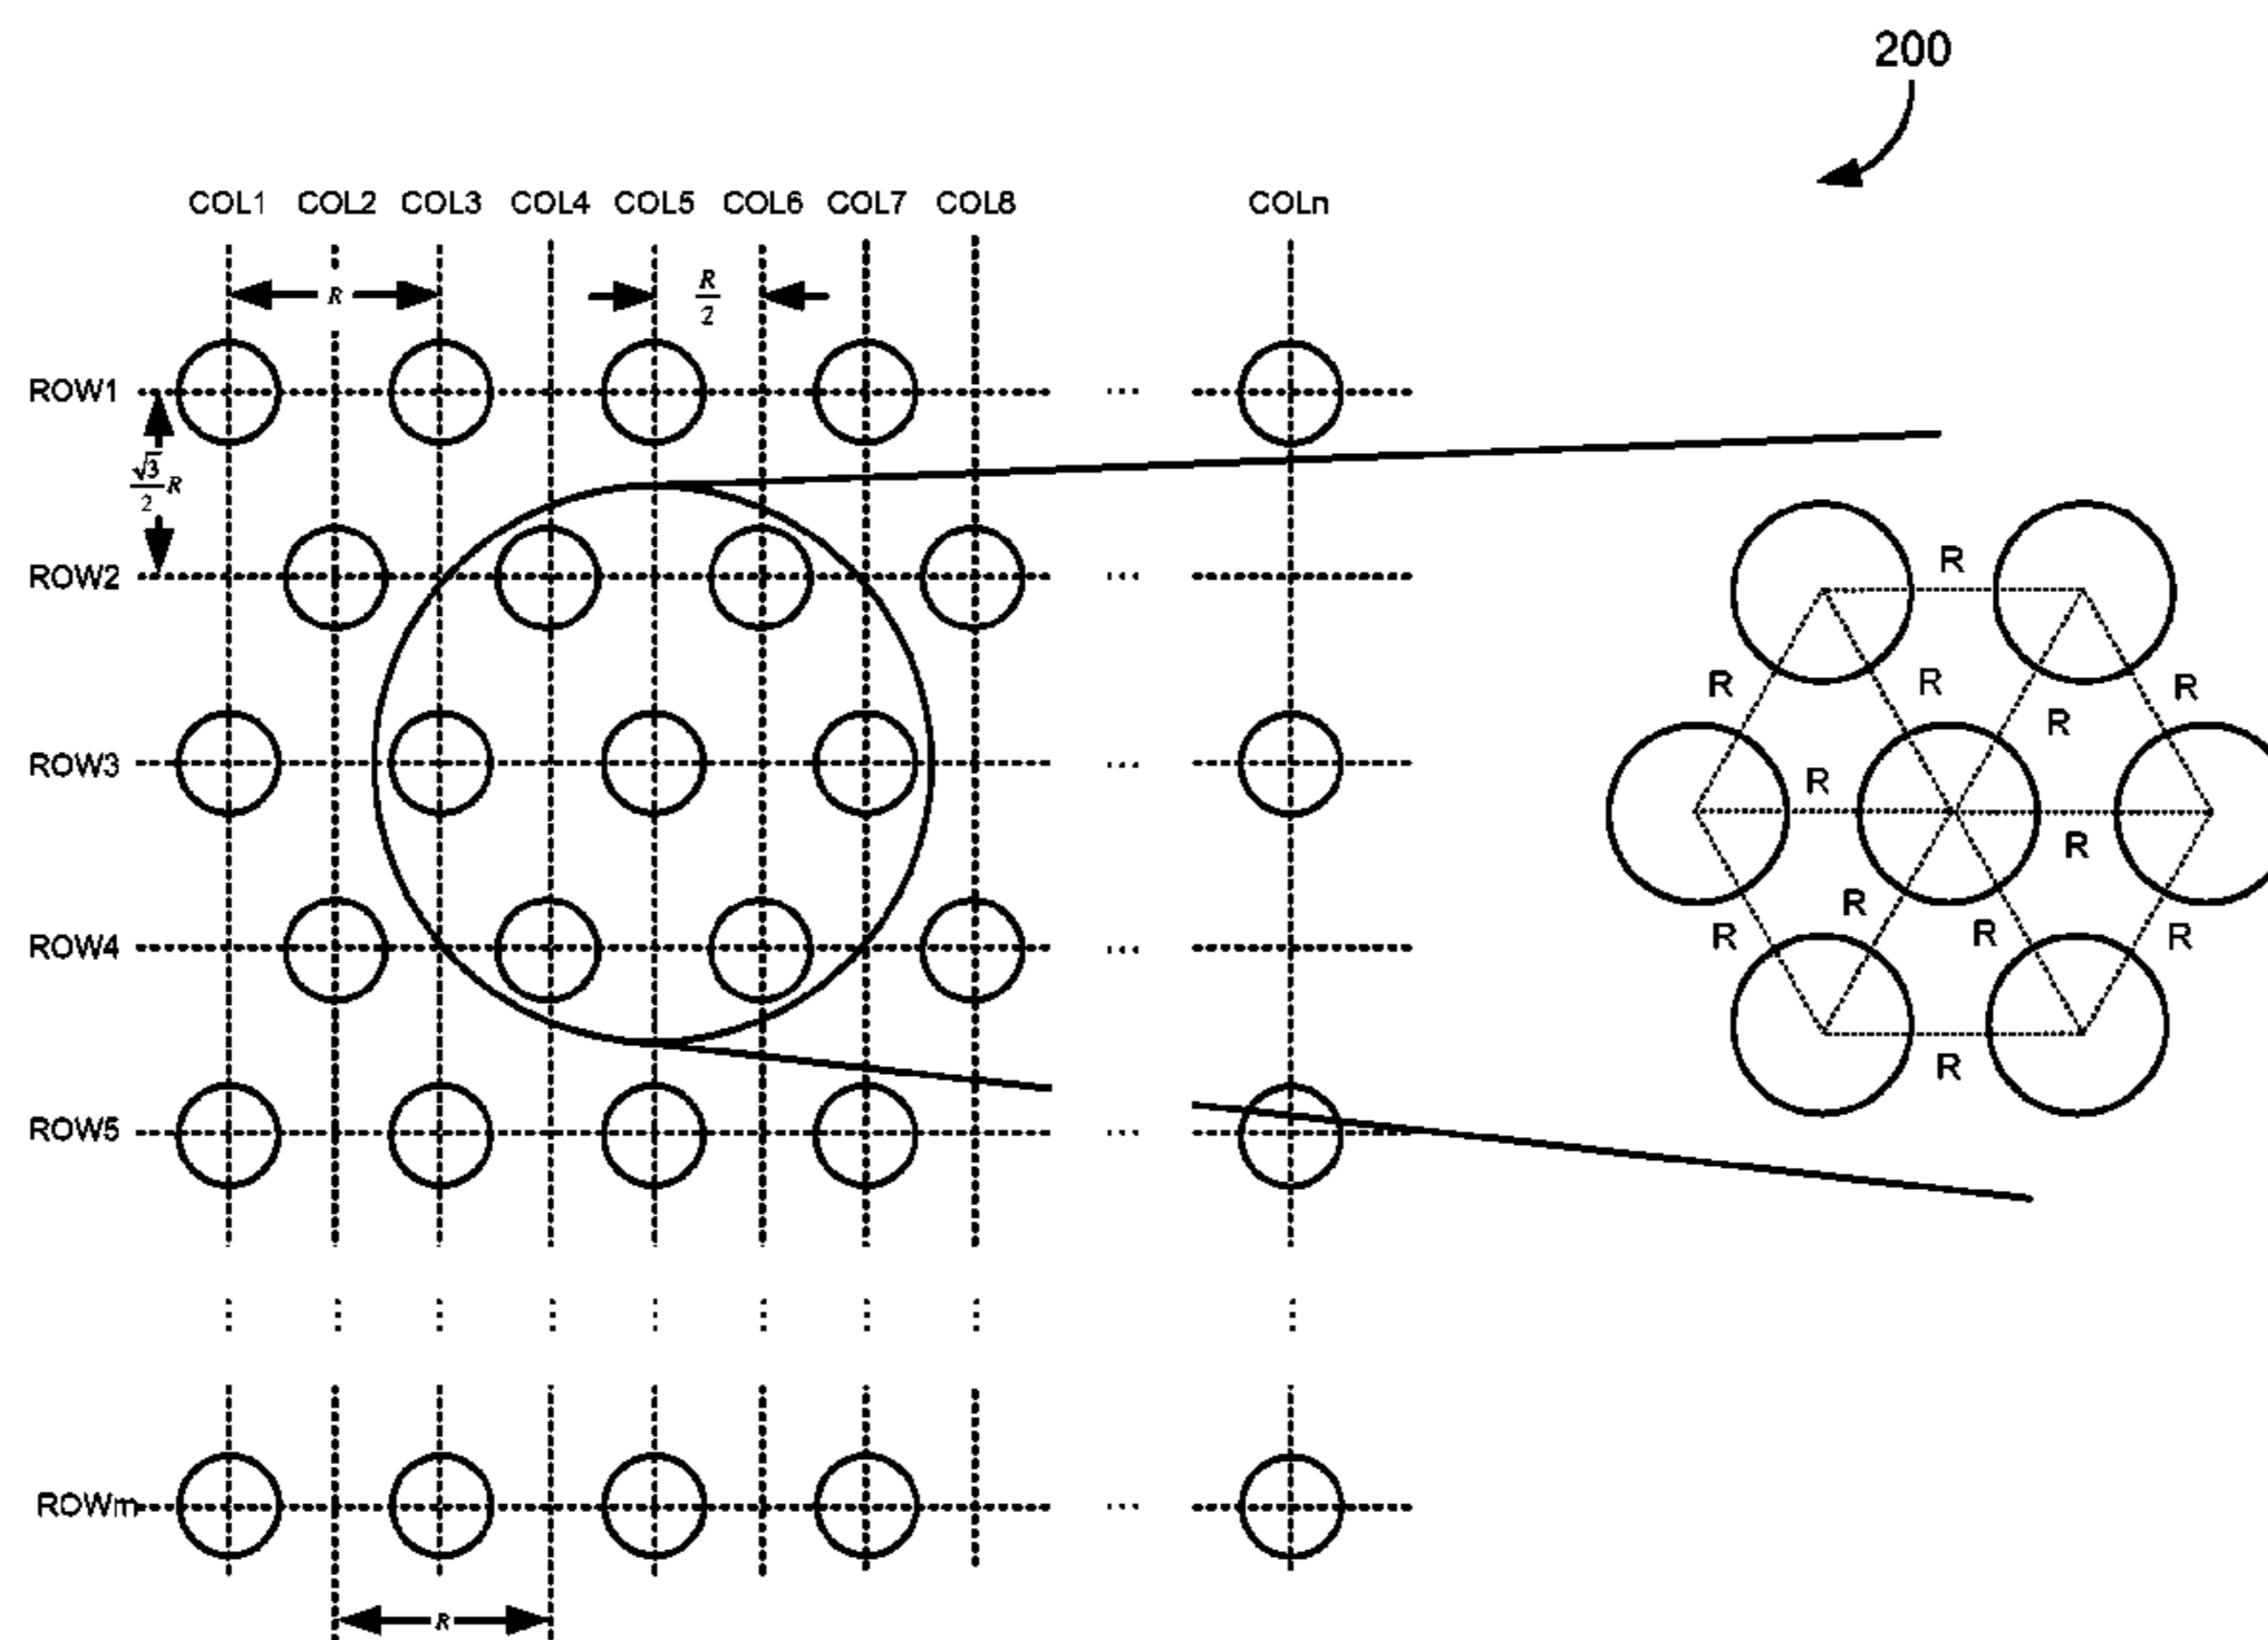 200
COL1 COL2 COL3 COL4 COL5 COL6 COL7 COL8 COLn
R
R/2
ROW1 ...
√3/2 R
ROW2 ...
ROW3 ...
ROW4 ...
ROW5 ...
ROWm ...
R
R
R
R
R
R
R
R
R
R
R
R
R